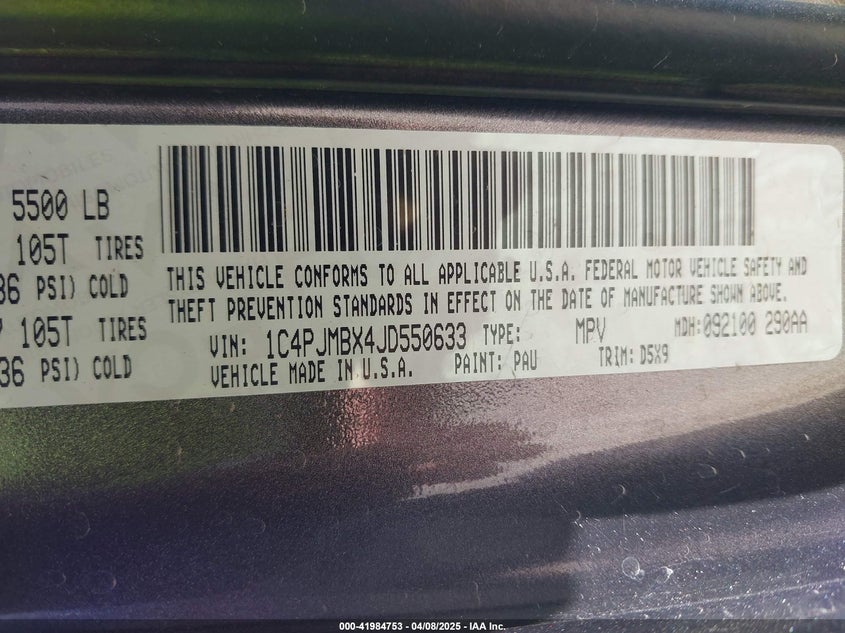 5500 LB
105T TIRES
36 PSI) COLD
105T TIRES
36 PSI) COLD
THIS VEHICLE CONFORMS TO ALL APPLICABLE U.S.A. FEDERAL MOTOR VEHICLE SAFETY AND
THEFT PREVENTION STANDARDS IN EFFECT ON THE DATE OF MANUFACTURE SHOWN ABOVE.
VIN: 1C4PJMBX4JD550633 TYPE: MPV MDH:092100 290AA
VEHICLE MADE IN U.S.A. PAINT: PAU TRIM: D5X9
000-41984753 - 04/08/2025 - IAA Inc.